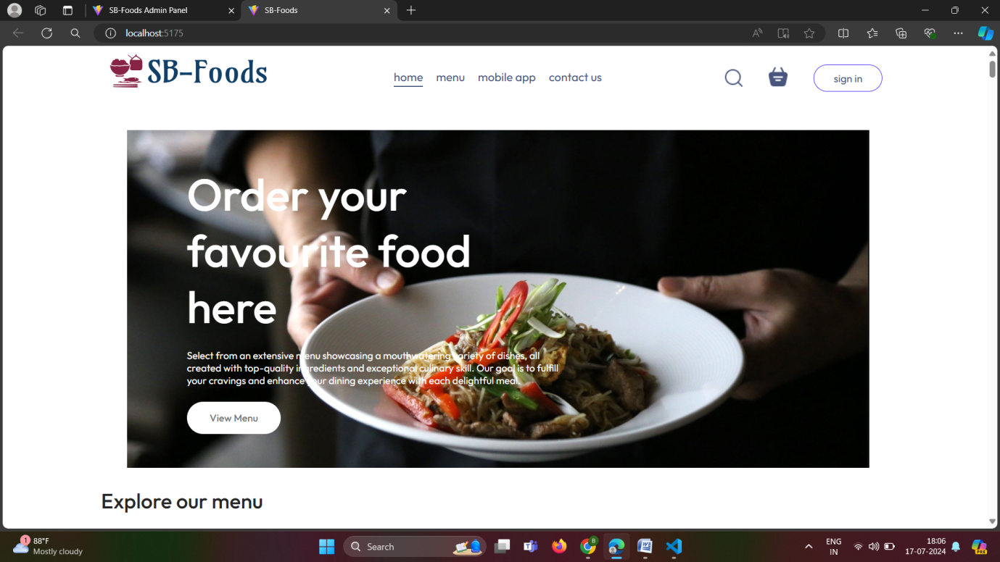 SB-Foods Admin Panel
SB-Foods
localhost:5175
SB-Foods
home
menu
mobile app
contact us
sign in
Order your
favourite food
here
Select from an extensive menu showcasing a mouthwatering variety of dishes, all
created with top-quality ingredients and exceptional culinary skill. Our goal is to fulfill
your cravings and enhance your dining experience with each delightful meal.
View Menu
Explore our menu
1
88°F
Mostly cloudy
Search
B
ENG
IN
18:06
17-07-2024
PRE